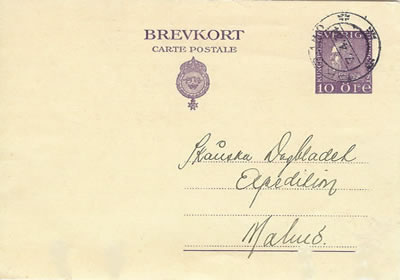 BREVKORT
CARTE POSTALE
SVERIGE
10 ÖRE
Skånska Dagbladet
Expedition
Malmö.